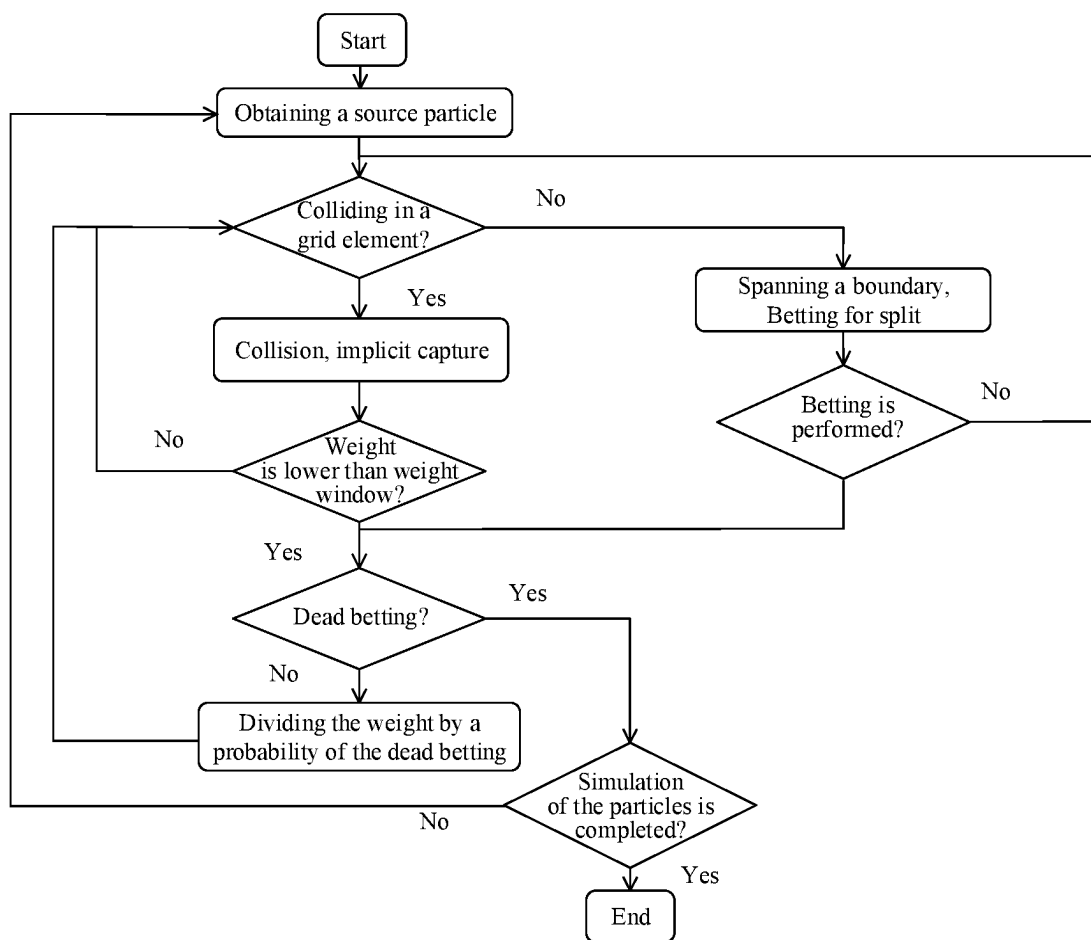 Start
Obtaining a source particle
No
Colliding in a
grid element?
Yes
Spanning a boundary,
Betting for split
Collision, implicit capture
No
Betting is
performed?
No
Weight
is lower than weight
window?
Yes
Yes
Dead betting?
No
Dividing the weight by a
probability of the dead betting
Simulation
of the particles is
completed?
No
Yes
End